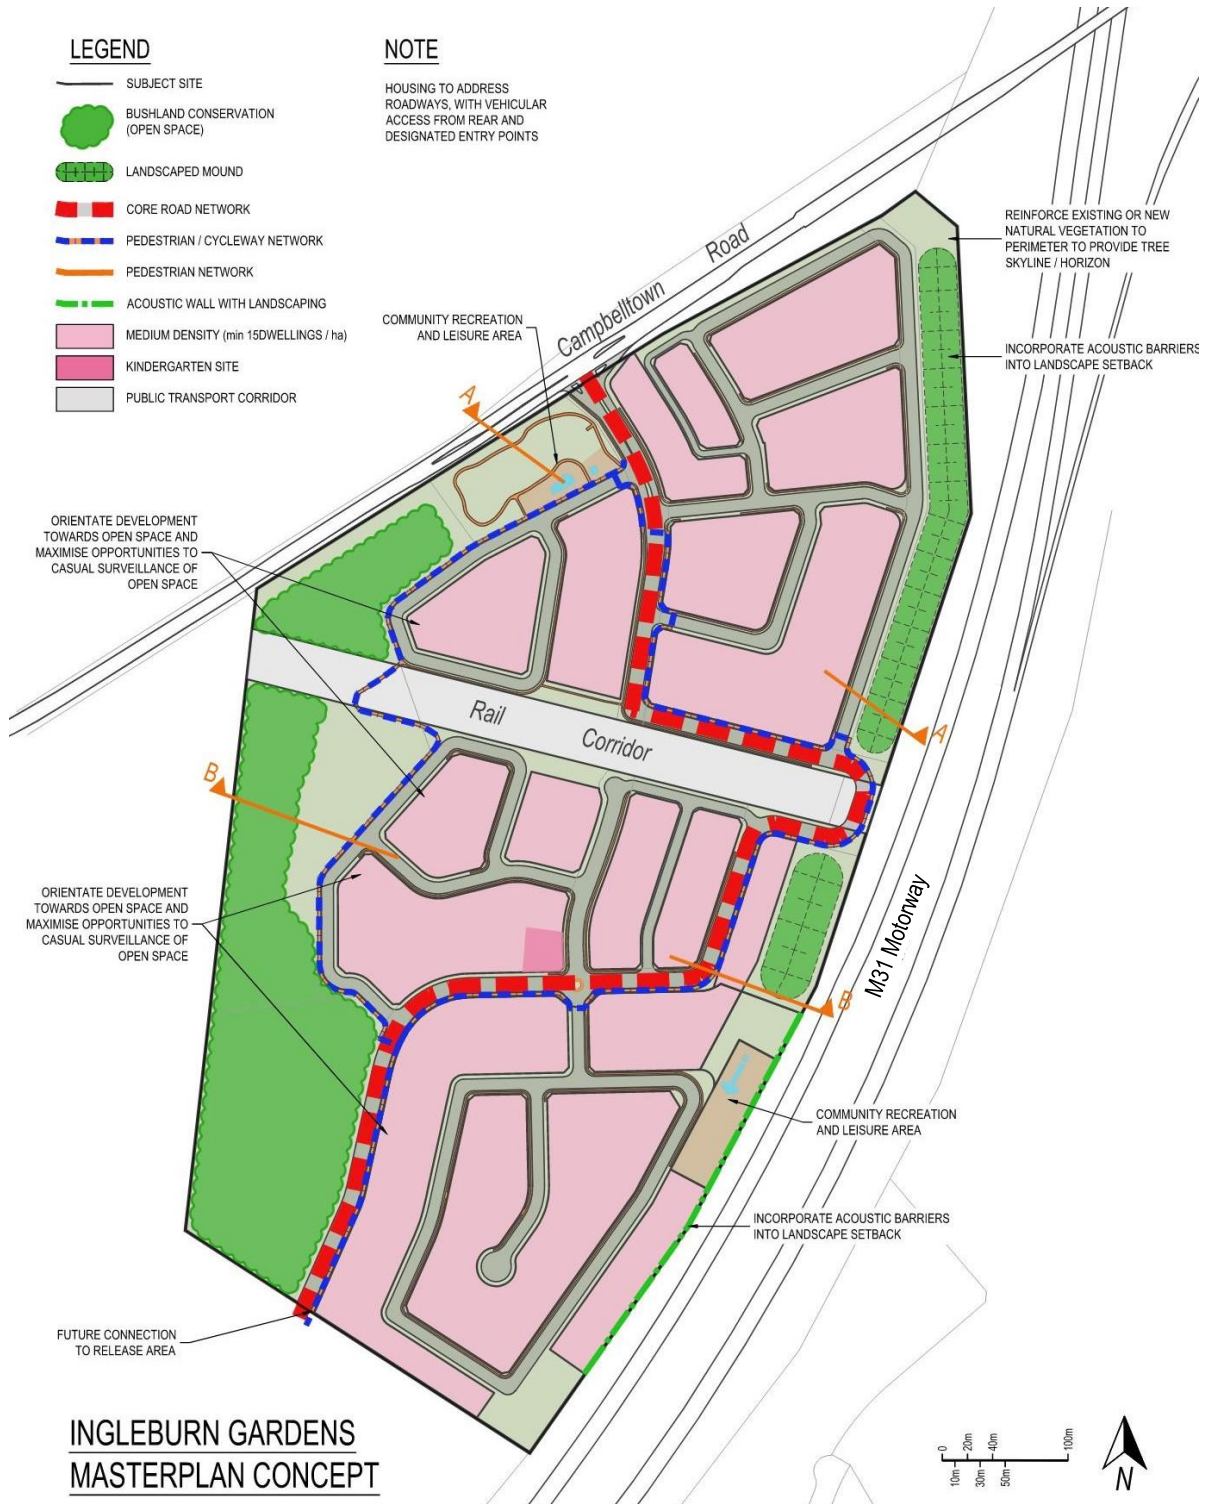 LEGEND
SUBJECT SITE
BUSHLAND CONSERVATION
(OPEN SPACE)
LANDSCAPED MOUND
CORE ROAD NETWORK
PEDESTRIAN / CYCLEWAY NETWORK
PEDESTRIAN NETWORK
ACOUSTIC WALL WITH LANDSCAPING
MEDIUM DENSITY (min 15DWELLINGS / ha)
KINDERGARTEN SITE
PUBLIC TRANSPORT CORRIDOR
NOTE
HOUSING TO ADDRESS
ROADWAYS, WITH VEHICULAR
ACCESS FROM REAR AND
DESIGNATED ENTRY POINTS
Campbelltown Road
REINFORCE EXISTING OR NEW
NATURAL VEGETATION TO
PERIMETER TO PROVIDE TREE
SKYLINE / HORIZON
COMMUNITY RECREATION
AND LEISURE AREA
INCORPORATE ACOUSTIC BARRIERS
INTO LANDSCAPE SETBACK
A
ORIENTATE DEVELOPMENT
TOWARDS OPEN SPACE AND
MAXIMISE OPPORTUNITIES TO
CASUAL SURVEILLANCE OF
OPEN SPACE
Rail Corridor
A
B
ORIENTATE DEVELOPMENT
TOWARDS OPEN SPACE AND
MAXIMISE OPPORTUNITIES TO
CASUAL SURVEILLANCE OF
OPEN SPACE
M31 Motorway
B
COMMUNITY RECREATION
AND LEISURE AREA
INCORPORATE ACOUSTIC BARRIERS
INTO LANDSCAPE SETBACK
FUTURE CONNECTION
TO RELEASE AREA
INGLEBURN GARDENS
MASTERPLAN CONCEPT
0 20m 40m 100m
10m 30m 50m
N